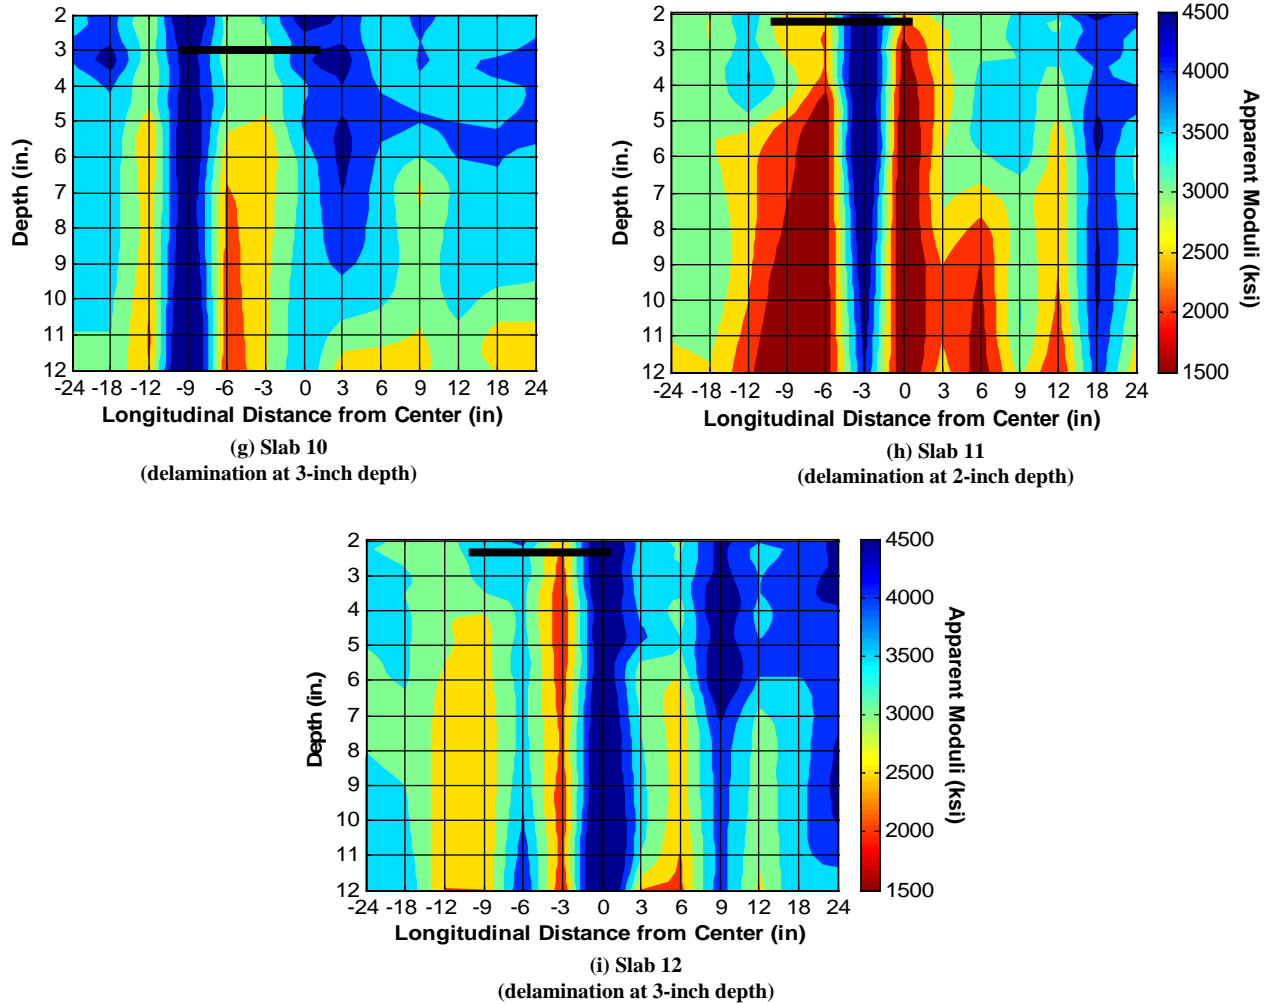 2
3
4
5
6
7
8
9
10
11
12
Depth (in.)
-24 -18 -12 -9 -6 -3 0 3 6 9 12 18 24
Longitudinal Distance from Center (in)
(g) Slab 10
(delamination at 3-inch depth)
2
3
4
5
6
7
8
9
10
11
12
Depth (in.)
-24 -18 -12 -9 -6 -3 0 3 6 9 12 18 24
Longitudinal Distance from Center (in)
4500
4000
3500
3000
2500
2000
1500
Apparent Moduli (ksi)
(h) Slab 11
(delamination at 2-inch depth)
2
3
4
5
6
7
8
9
10
11
12
Depth (in.)
-24 -18 -12 -9 -6 -3 0 3 6 9 12 18 24
Longitudinal Distance from Center (in)
4500
4000
3500
3000
2500
2000
1500
Apparent Moduli (ksi)
(i) Slab 12
(delamination at 3-inch depth)